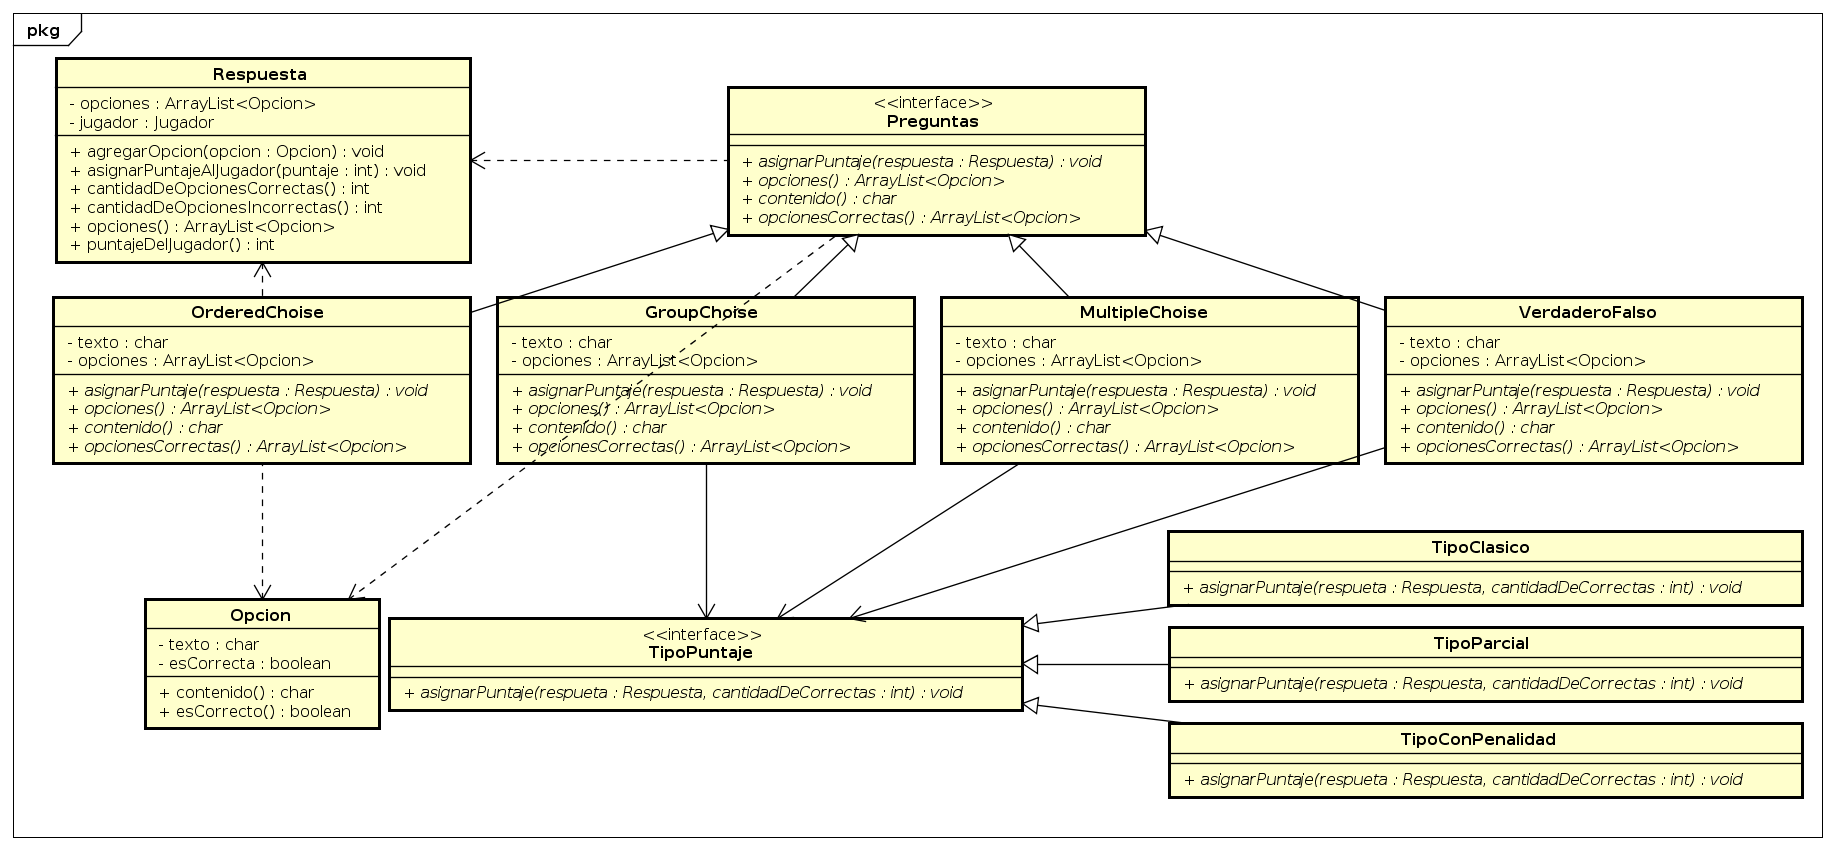 pkg
Respuesta
- opciones : ArrayList<Opcion>
- jugador : Jugador
+ agregarOpcion(opcion : Opcion) : void
+ asignarPuntajeAlJugador(puntaje : int) : void
+ cantidadDeOpcionesCorrectas() : int
+ cantidadDeOpcionesIncorrectas() : int
+ opciones() : ArrayList<Opcion>
+ puntajeDelJugador() : int
<<interface>>
Preguntas
+ asignarPuntaje(respuesta : Respuesta) : void
+ opciones() : ArrayList<Opcion>
+ contenido() : char
+ opcionesCorrectas() : ArrayList<Opcion>
OrderedChoise
- texto : char
- opciones : ArrayList<Opcion>
+ asignarPuntaje(respuesta : Respuesta) : void
+ opciones() : ArrayList<Opcion>
+ contenido() : char
+ opcionesCorrectas() : ArrayList<Opcion>
GroupChoise
- texto : char
- opciones : ArrayList<Opcion>
+ asignarPuntaje(respuesta : Respuesta) : void
+ opciones() : ArrayList<Opcion>
+ contenido() : char
+ opcionesCorrectas() : ArrayList<Opcion>
MultipleChoise
- texto : char
- opciones : ArrayList<Opcion>
+ asignarPuntaje(respuesta : Respuesta) : void
+ opciones() : ArrayList<Opcion>
+ contenido() : char
+ opcionesCorrectas() : ArrayList<Opcion>
VerdaderoFalso
- texto : char
- opciones : ArrayList<Opcion>
+ asignarPuntaje(respuesta : Respuesta) : void
+ opciones() : ArrayList<Opcion>
+ contenido() : char
+ opcionesCorrectas() : ArrayList<Opcion>
Opcion
- texto : char
- esCorrecta : boolean
+ contenido() : char
+ esCorrecto() : boolean
<<interface>>
TipoPuntaje
+ asignarPuntaje(respueta : Respuesta, cantidadDeCorrectas : int) : void
TipoClasico
+ asignarPuntaje(respueta : Respuesta, cantidadDeCorrectas : int) : void
TipoParcial
+ asignarPuntaje(respueta : Respuesta, cantidadDeCorrectas : int) : void
TipoConPenalidad
+ asignarPuntaje(respueta : Respuesta, cantidadDeCorrectas : int) : void